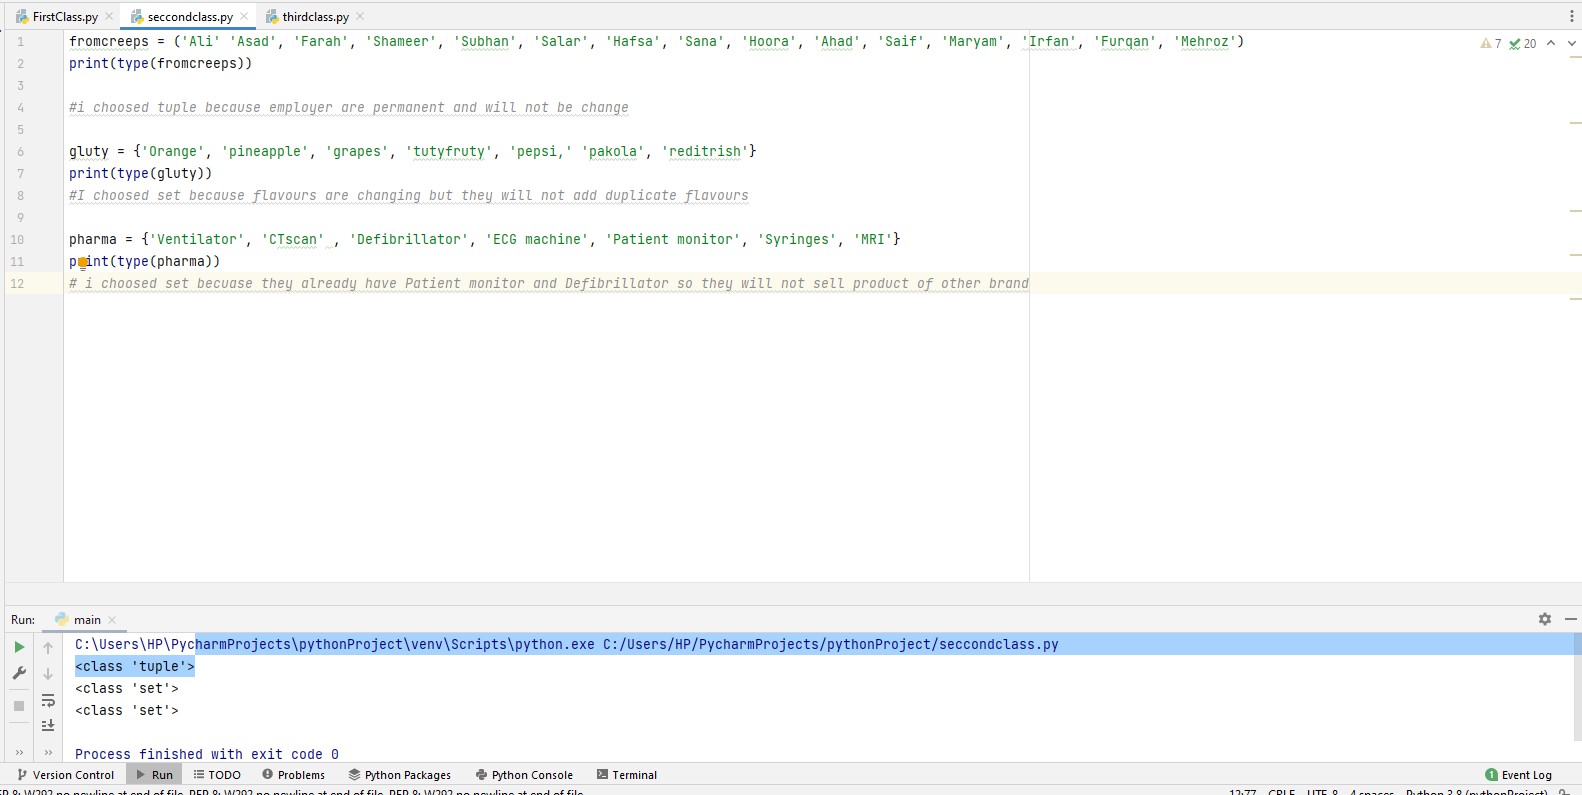 FirstClass.py
seccondclass.py
thirdclass.py
7 20
1 fromcreeps = ('Ali' 'Asad', 'Farah', 'Shameer', 'Subhan', 'Salar', 'Hafsa', 'Sana', 'Hoora', 'Ahad', 'Saif', 'Maryam', 'Irfan', 'Furqan', 'Mehroz')
2 print(type(fromcreeps))
3
4 #i choosed tuple because employer are permanent and will not be change
5
6 gluty = {'Orange', 'pineapple', 'grapes', 'tutyfruty', 'pepsi,' 'pakola', 'reditrish'}
7 print(type(gluty))
8 #I choosed set because flavours are changing but they will not add duplicate flavours
9
10 pharma = {'Ventilator', 'CTscan' , 'Defibrillator', 'ECG machine', 'Patient monitor', 'Syringes', 'MRI'}
11 print(type(pharma))
12 # i choosed set becuase they already have Patient monitor and Defibrillator so they will not sell product of other brand
Run: main
C:\Users\HP\PycharmProjects\pythonProject\venv\Scripts\python.exe C:/Users/HP/PycharmProjects/pythonProject/seccondclass.py
<class 'tuple'>
<class 'set'>
<class 'set'>
Process finished with exit code 0
Version Control Run TODO Problems Python Packages Python Console Terminal 1 Event Log
EP 8: W292 no newline at end of file PEP 8: W292 no newline at end of file PEP 8: W292 no newline at end of file 12:77 CRLF UTF-8 4 spaces Python 3.8 (pythonProject)